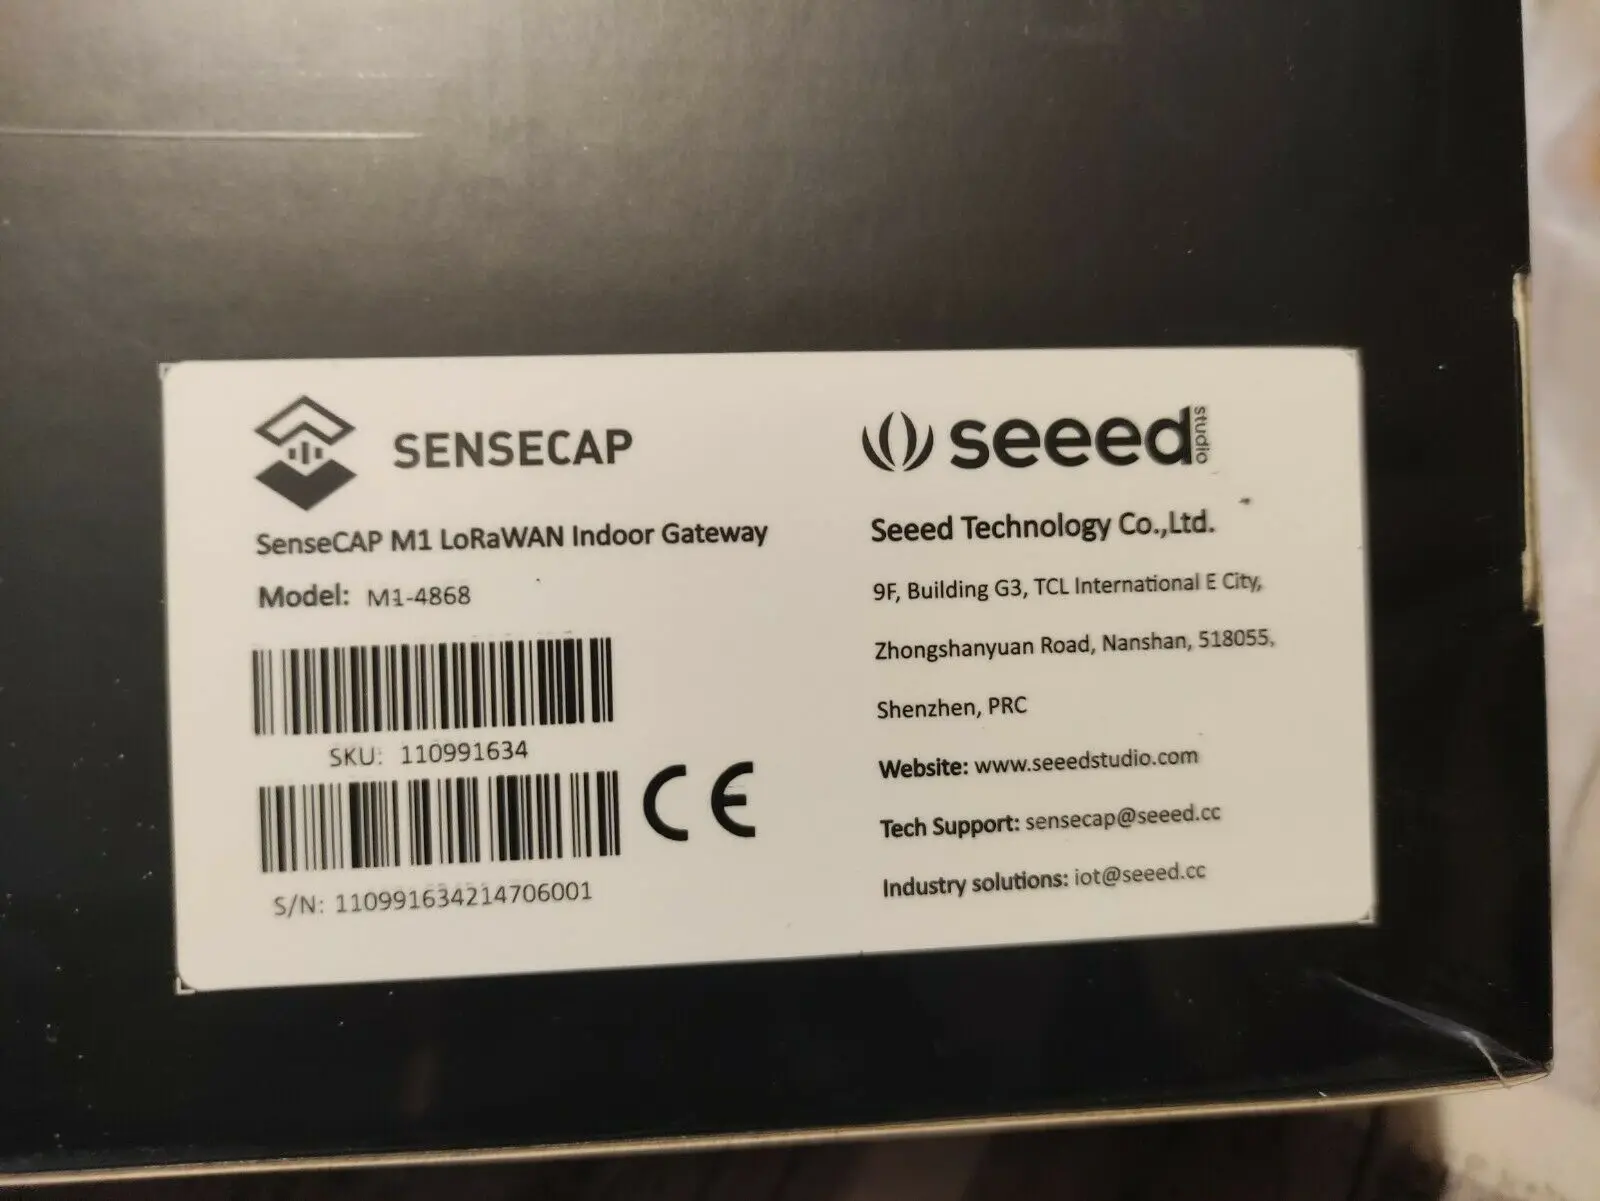 SENSECAP
SenseCAP M1 LoRaWAN Indoor Gateway
Model: M1-4868
SKU: 110991634
S/N: 110991634214706001
CE
seeed studio
Seeed Technology Co.,Ltd.
9F, Building G3, TCL International E City,
Zhongshanyuan Road, Nanshan, 518055,
Shenzhen, PRC
Website: www.seeedstudio.com
Tech Support: sensecap@seeed.cc
Industry solutions: iot@seeed.cc